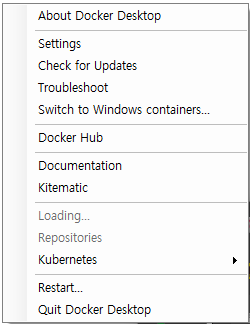 About Docker Desktop
Settings
Check for Updates
Troubleshoot
Switch to Windows containers...
Docker Hub
Documentation
Kitematic
Loading...
Repositories
Kubernetes
Restart...
Quit Docker Desktop